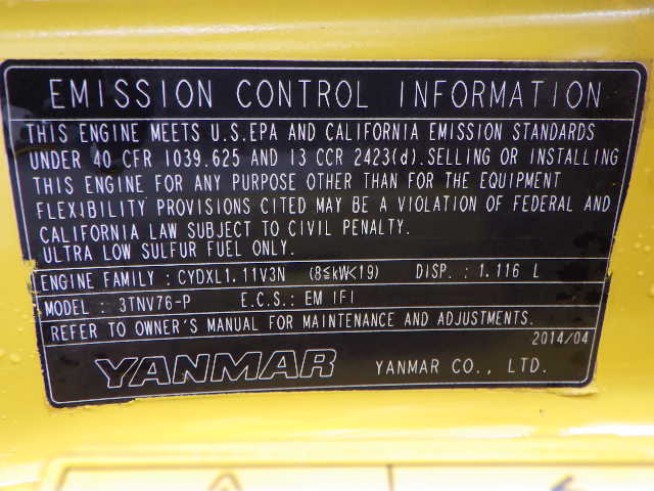 EMISSION CONTROL INFORMATION
THIS ENGINE MEETS U.S.EPA AND CALIFORNIA EMISSION STANDARDS
UNDER 40 CFR 1039.625 AND 13 CCR 2423(d).SELLING OR INSTALLING
THIS ENGINE FOR ANY PURPOSE OTHER THAN FOR THE EQUIPMENT
FLEXIBILITY PROVISIONS CITED MAY BE A VIOLATION OF FEDERAL AND
CALIFORNIA LAW SUBJECT TO CIVIL PENALTY.
ULTRA LOW SULFUR FUEL ONLY.
ENGINE FAMILY : CYDXL1.11V3N (8≦kW<19) DISP. : 1.116 L
MODEL : 3TNV76-P E.C.S.: EM IFI
REFER TO OWNER'S MANUAL FOR MAINTENANCE AND ADJUSTMENTS.
2014/04
YANMAR YANMAR CO., LTD.